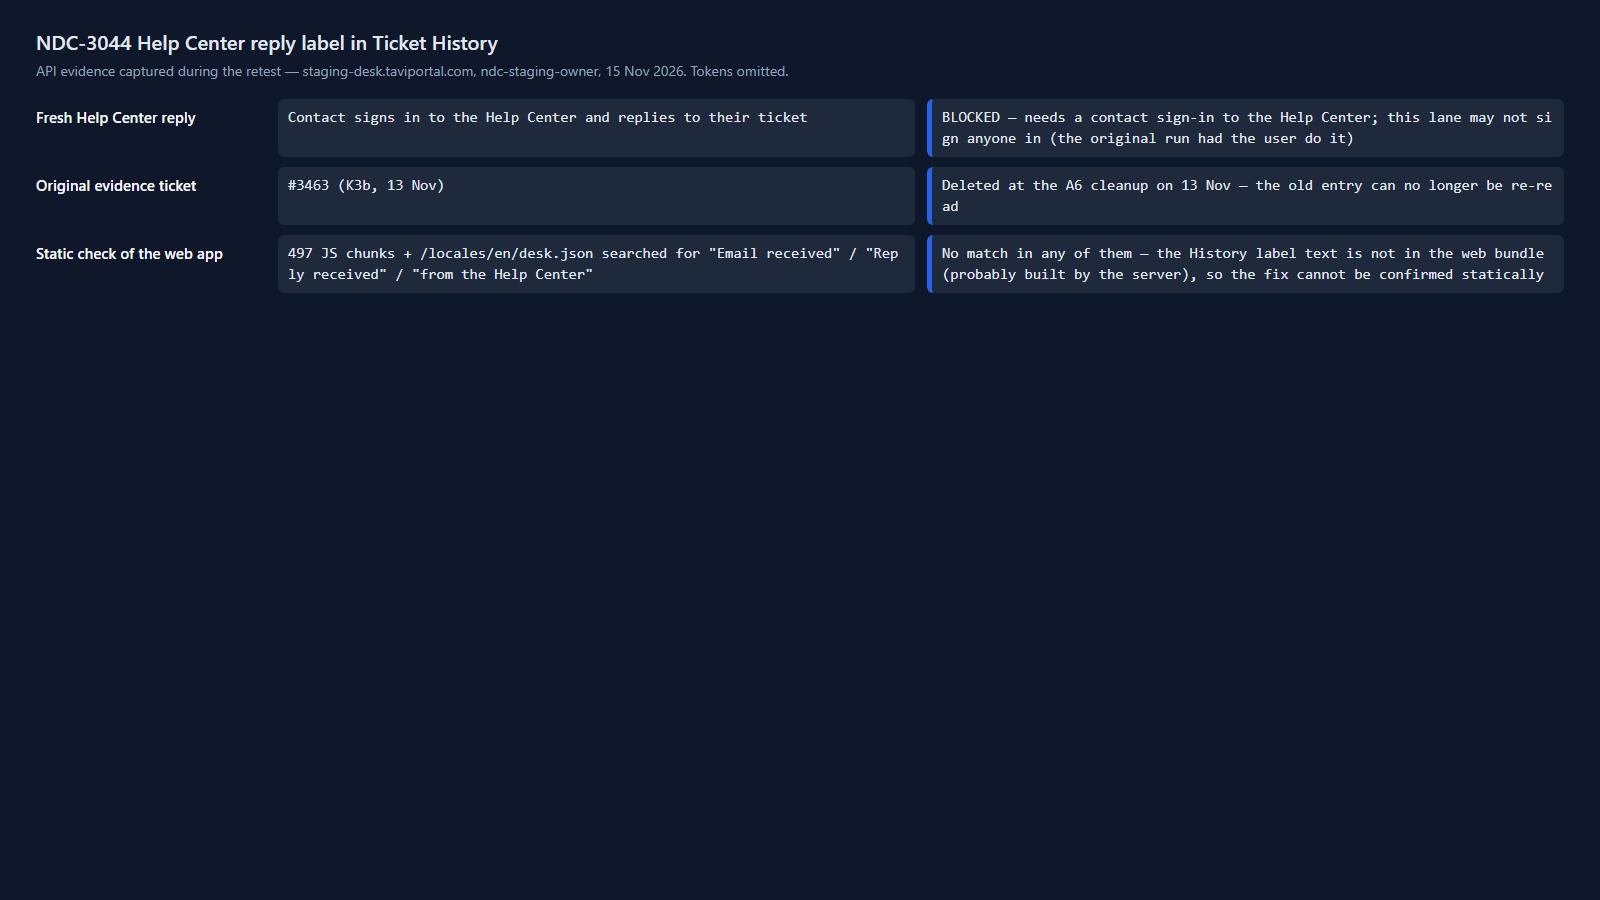 NDC-3044 Help Center reply label in Ticket History
API evidence captured during the retest — staging-desk.taviportal.com, ndc-staging-owner, 15 Nov 2026. Tokens omitted.
Fresh Help Center reply
Contact signs in to the Help Center and replies to their ticket
BLOCKED — needs a contact sign-in to the Help Center; this lane may not si
gn anyone in (the original run had the user do it)
Original evidence ticket
#3463 (K3b, 13 Nov)
Deleted at the A6 cleanup on 13 Nov — the old entry can no longer be re-re
ad
Static check of the web app
497 JS chunks + /locales/en/desk.json searched for "Email received" / "Rep
ly received" / "from the Help Center"
No match in any of them — the History label text is not in the web bundle
(probably built by the server), so the fix cannot be confirmed statically